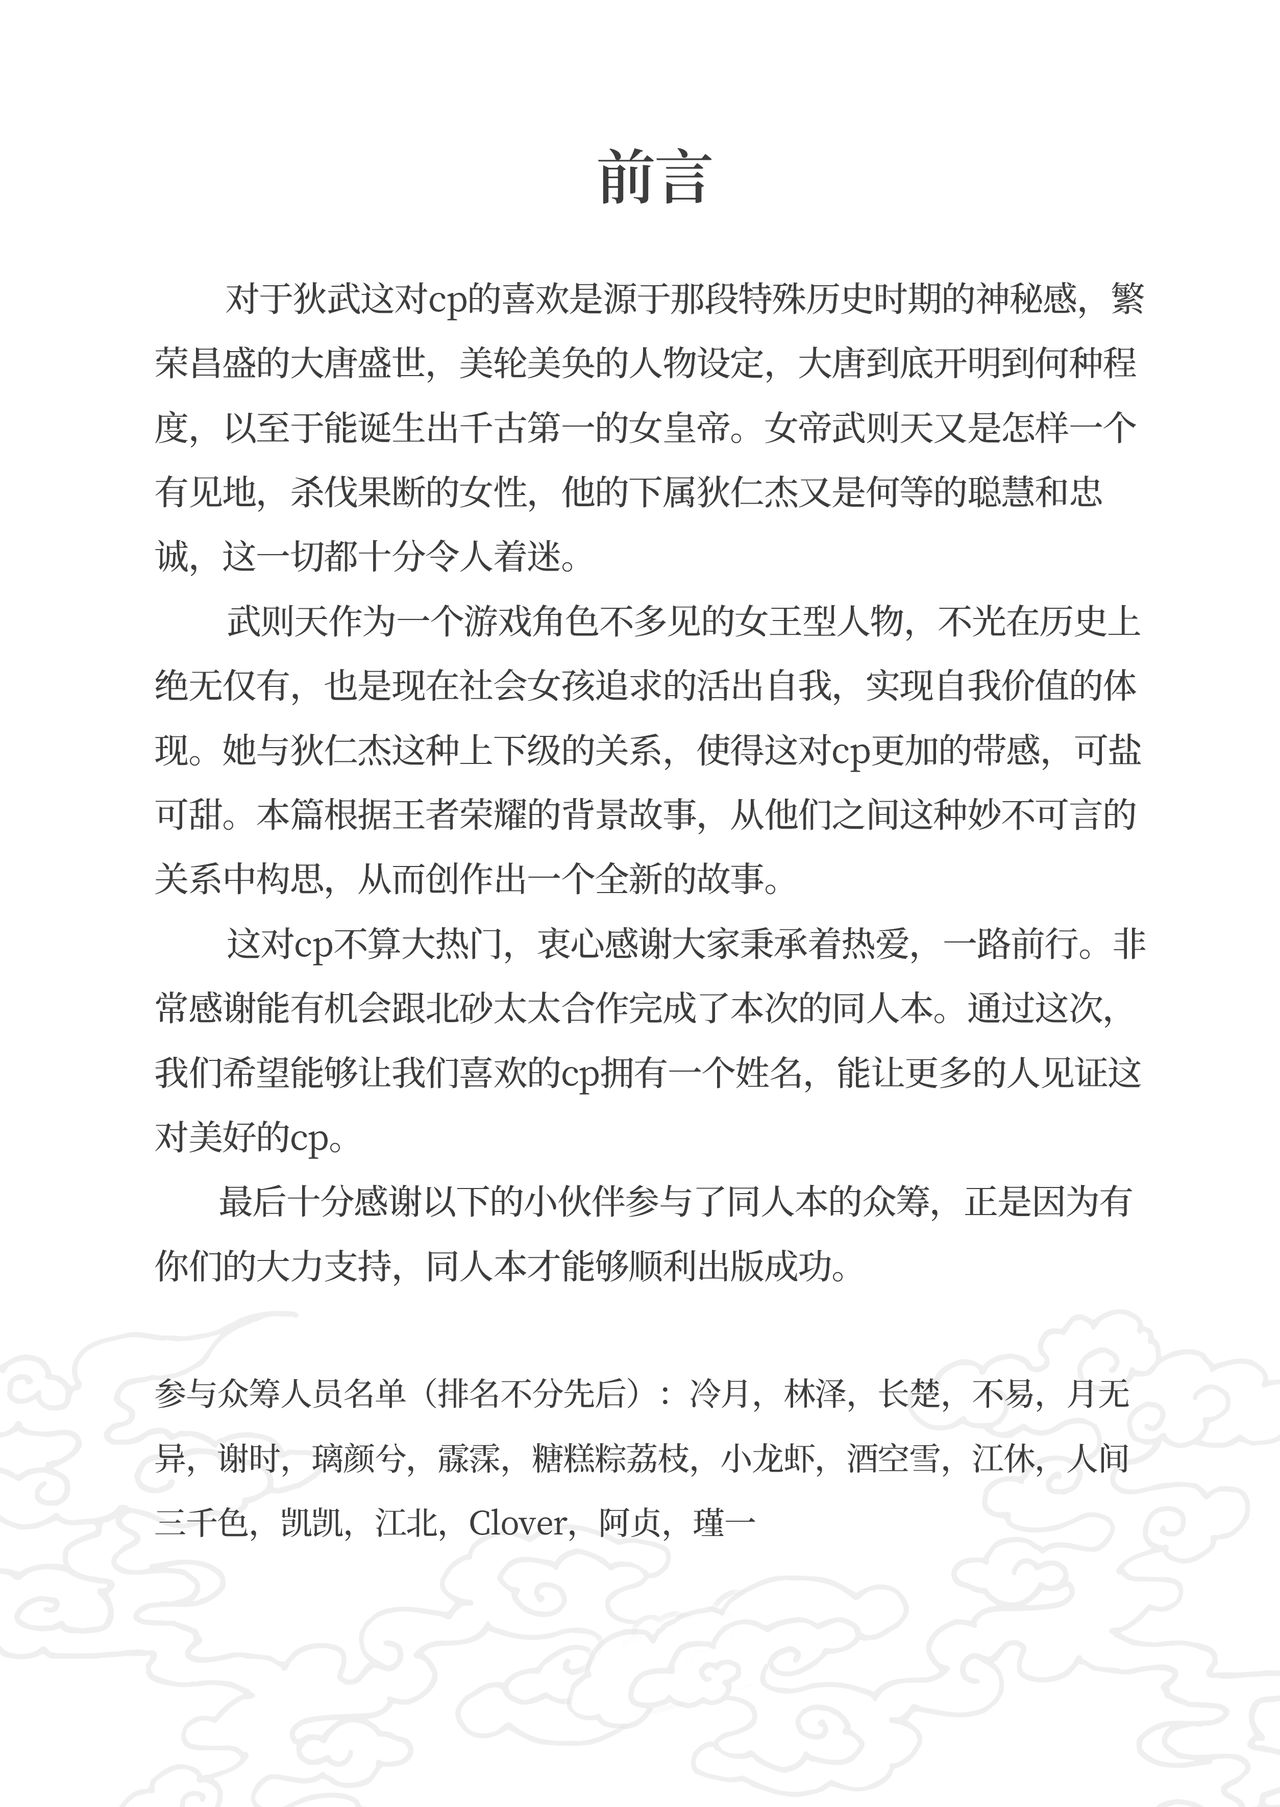 前言
对于狄武这对cp的喜欢是源于那段特殊历史时期的神秘感，繁
荣昌盛的大唐盛世，美轮美奂的人物设定，大唐到底开明到何种程
度，以至于能诞生出千古第一的女皇帝。女帝武则天又是怎样一个
有见地，杀伐果断的女性，他的下属狄仁杰又是何等的聪慧和忠
诚，这一切都十分令人着迷。
武则天作为一个游戏角色不多见的女王型人物，不光在历史上
绝无仅有，也是现在社会女孩追求的活出自我，实现自我价值的体
现。她与狄仁杰这种上下级的关系，使得这对cp更加的带感，可盐
可甜。本篇根据王者荣耀的背景故事，从他们之间这种妙不可言的
关系中构思，从而创作出一个全新的故事。
这对cp不算大热门，衷心感谢大家秉承着热爱，一路前行。非
常感谢能有机会跟北砂太太合作完成了本次的同人本。通过这次，
我们希望能够让我们喜欢的cp拥有一个姓名，能让更多的人见证这
对美好的cp。
最后十分感谢以下的小伙伴参与了同人本的众筹，正是因为有
你们的大力支持，同人本才能够顺利出版成功。
参与众筹人员名单（排名不分先后）：冷月，林泽，长楚，不易，月无
异，谢时，璃颜兮，霡霂，糖糕粽荔枝，小龙虾，酒空雪，江休，人间
三千色，凯凯，江北，Clover，阿贞，瑾一